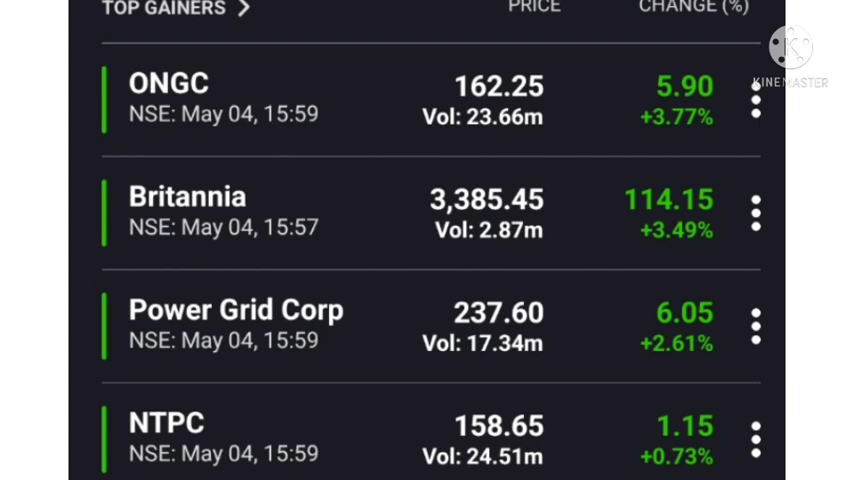 TOP GAINERS > PRICE CHANGE (%)
ONGC 162.25 5.90
NSE: May 04, 15:59 Vol: 23.66m +3.77%
Britannia 3,385.45 114.15
NSE: May 04, 15:57 Vol: 2.87m +3.49%
Power Grid Corp 237.60 6.05
NSE: May 04, 15:59 Vol: 17.34m +2.61%
NTPC 158.65 1.15
NSE: May 04, 15:59 Vol: 24.51m +0.73%
K
KINEMASTER